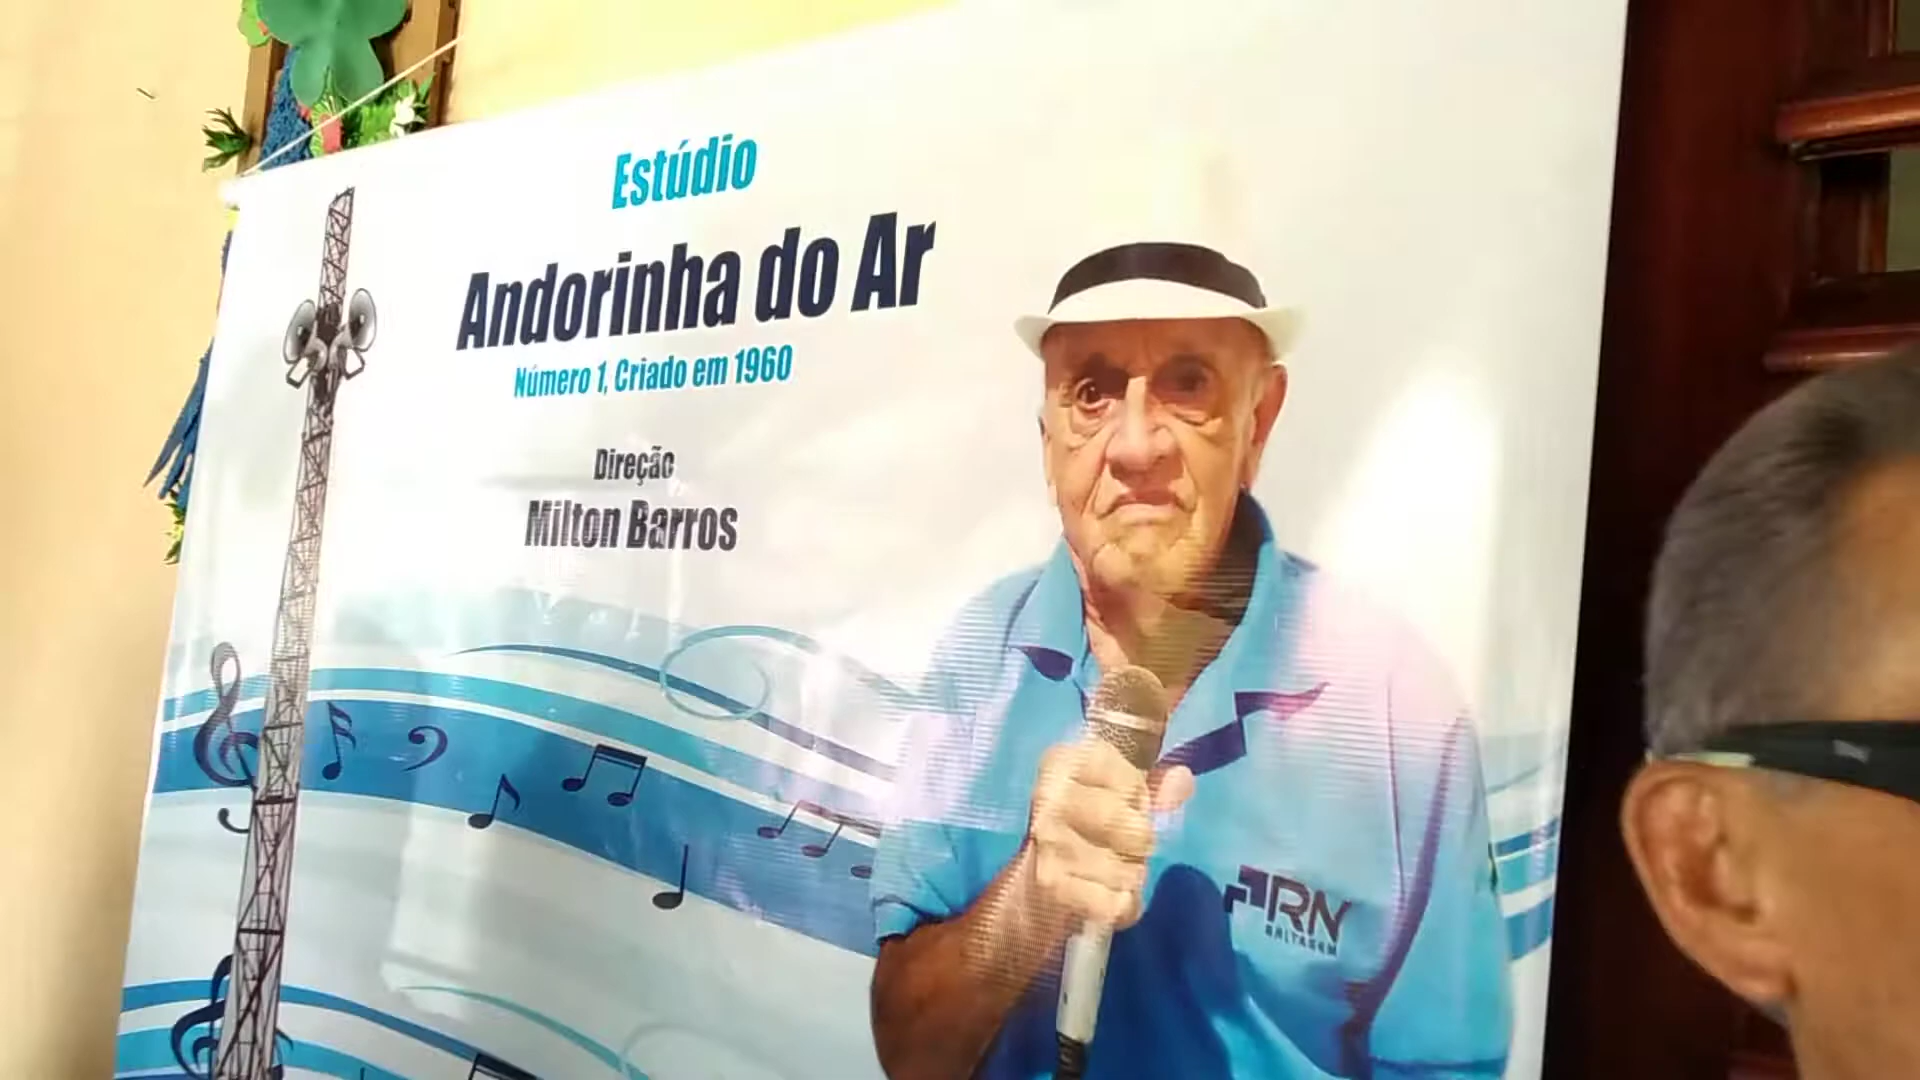 Estúdio
Andorinha do Ar
Número 1, Criado em 1960
Direção
Milton Barros
RN